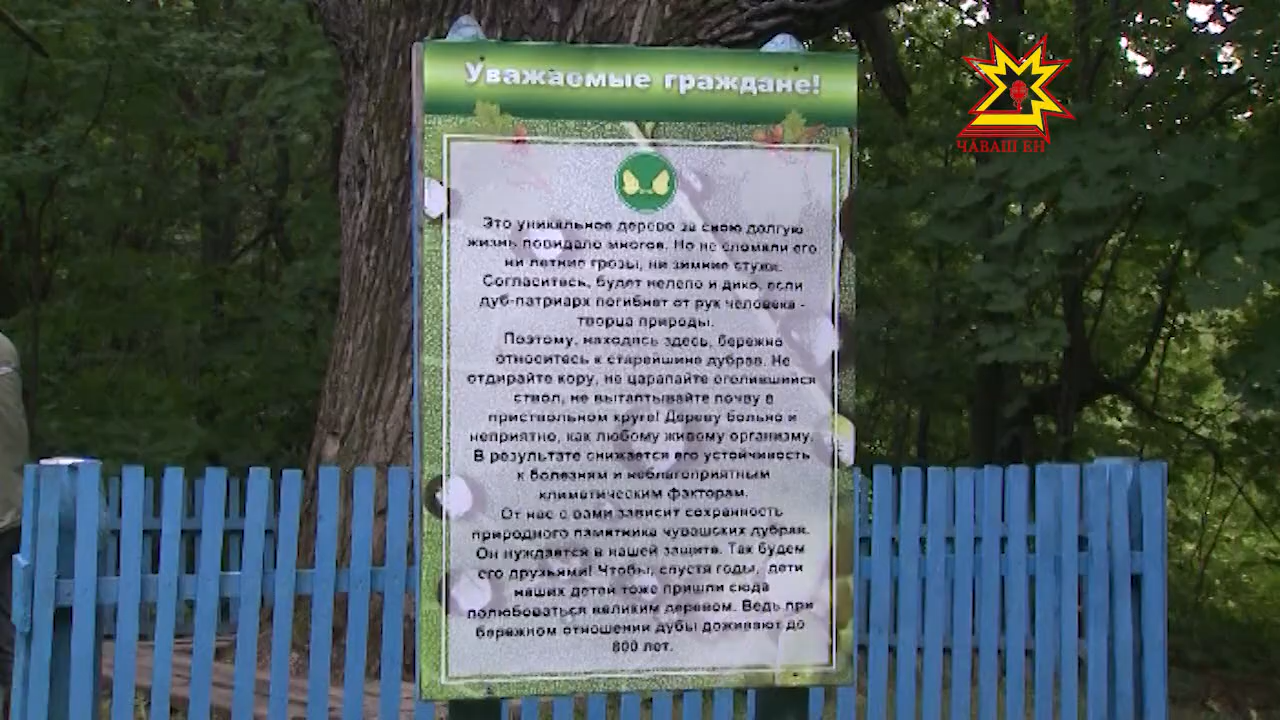 Уважаемые граждане!
ЧӐВАШ ЕН
Это уникальное дерево за свою долгую
жизнь повидало многое. Но не сломали его
ни летние грозы, ни зимние стужи.
Согласитесь, будет нелепо и дико, если
дуб-патриарх погибнет от рук человека -
творца природы.
Поэтому, находясь здесь, бережно
относитесь к старейшине дубрав. Не
отдирайте кору, не царапайте оголившийся
ствол, не вытаптывайте почву в
приствольном круге! Дереву больно и
неприятно, как любому живому организму.
В результате снижается его устойчивость
к болезням и неблагоприятным
климатическим факторам.
От нас с вами зависит сохранность
природного памятника чувашских дубрав.
Он нуждается в нашей защите. Так будем
его друзьями! Чтобы, спустя годы, дети
наших детей тоже пришли сюда
полюбоваться великим деревом. Ведь при
бережном отношении дубы доживают до
800 лет.